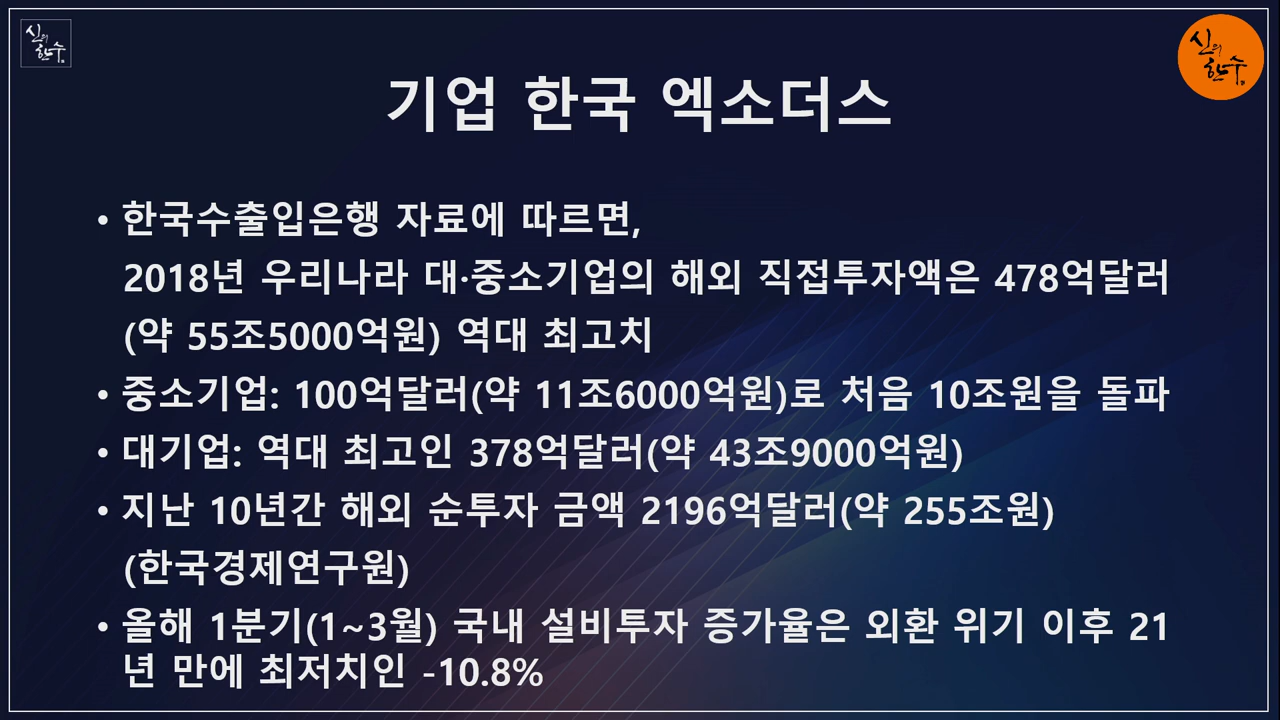 신의
한수
신의
한수
기업 한국 엑소더스
• 한국수출입은행 자료에 따르면,
2018년 우리나라 대·중소기업의 해외 직접투자액은 478억달러
(약 55조5000억원) 역대 최고치
• 중소기업: 100억달러(약 11조6000억원)로 처음 10조원을 돌파
• 대기업: 역대 최고인 378억달러(약 43조9000억원)
• 지난 10년간 해외 순투자 금액 2196억달러(약 255조원)
(한국경제연구원)
• 올해 1분기(1~3월) 국내 설비투자 증가율은 외환 위기 이후 21
년 만에 최저치인 -10.8%